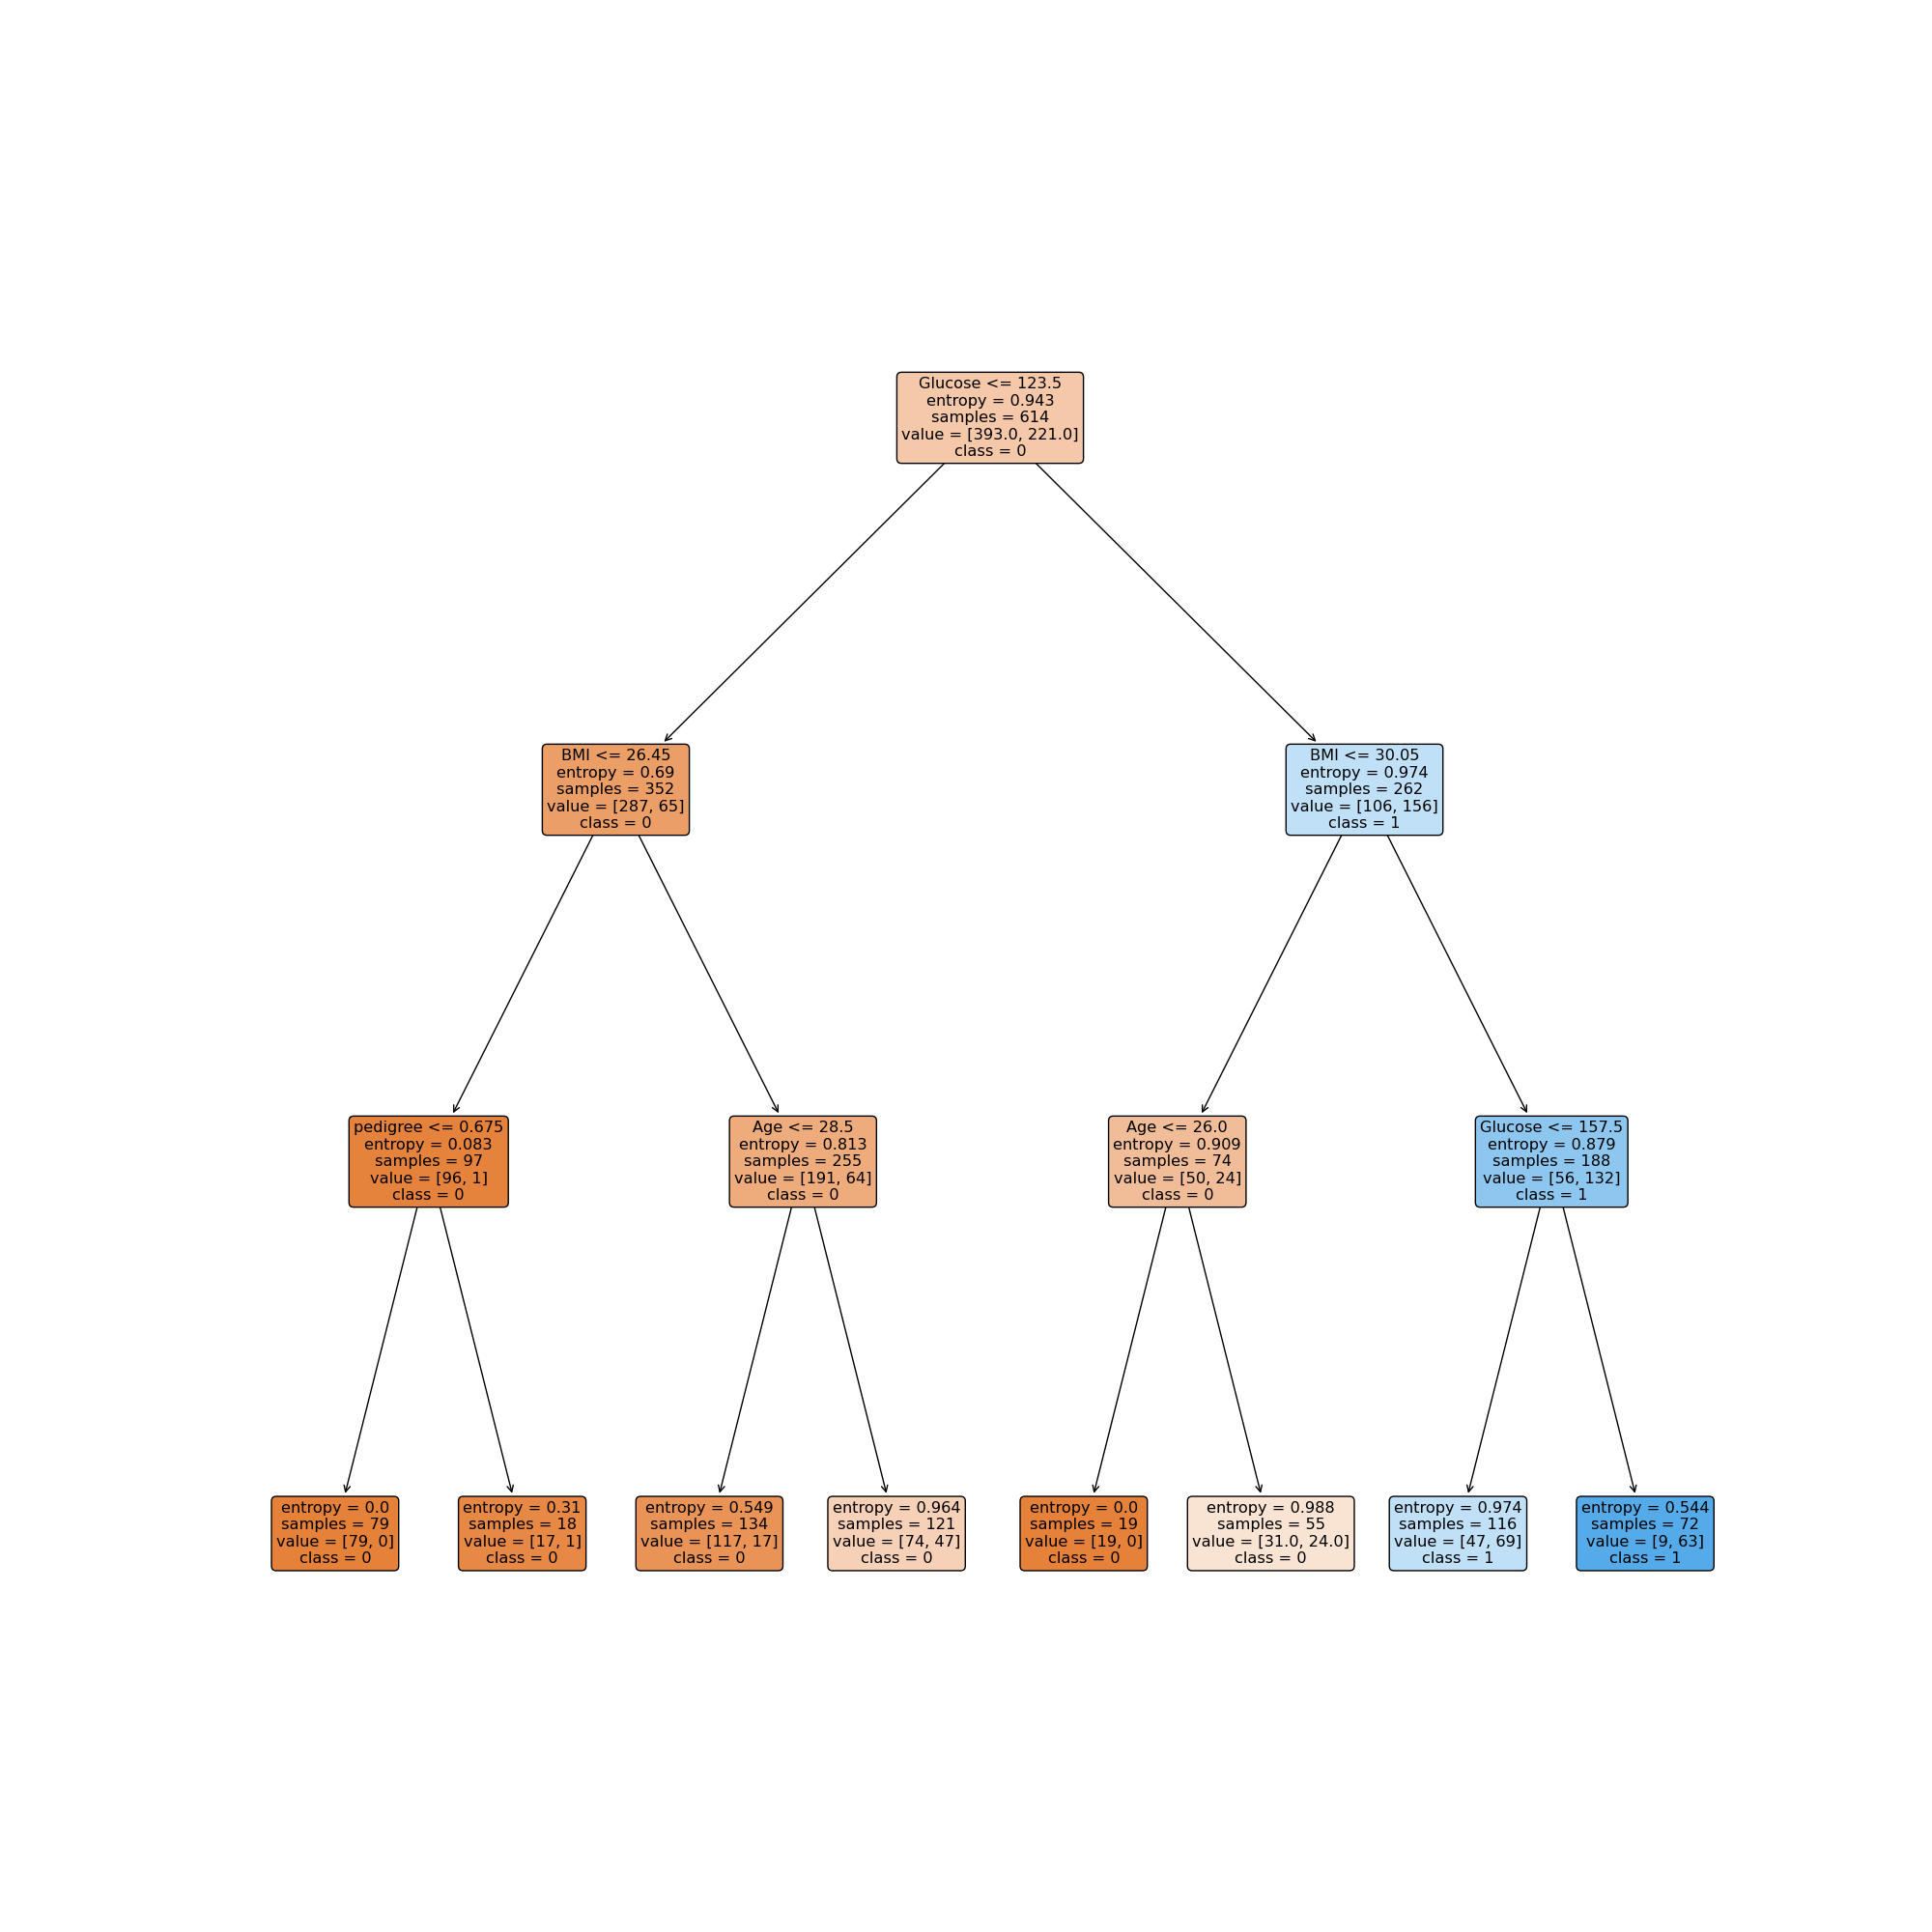 Glucose <= 123.5
entropy = 0.943
samples = 614
value = [393.0, 221.0]
class = 0
BMI <= 26.45
entropy = 0.69
samples = 352
value = [287, 65]
class = 0
BMI <= 30.05
entropy = 0.974
samples = 262
value = [106, 156]
class = 1
pedigree <= 0.675
entropy = 0.083
samples = 97
value = [96, 1]
class = 0
Age <= 28.5
entropy = 0.813
samples = 255
value = [191, 64]
class = 0
Age <= 26.0
entropy = 0.909
samples = 74
value = [50, 24]
class = 0
Glucose <= 157.5
entropy = 0.879
samples = 188
value = [56, 132]
class = 1
entropy = 0.0
samples = 79
value = [79, 0]
class = 0
entropy = 0.31
samples = 18
value = [17, 1]
class = 0
entropy = 0.549
samples = 134
value = [117, 17]
class = 0
entropy = 0.964
samples = 121
value = [74, 47]
class = 0
entropy = 0.0
samples = 19
value = [19, 0]
class = 0
entropy = 0.988
samples = 55
value = [31.0, 24.0]
class = 0
entropy = 0.974
samples = 116
value = [47, 69]
class = 1
entropy = 0.544
samples = 72
value = [9, 63]
class = 1